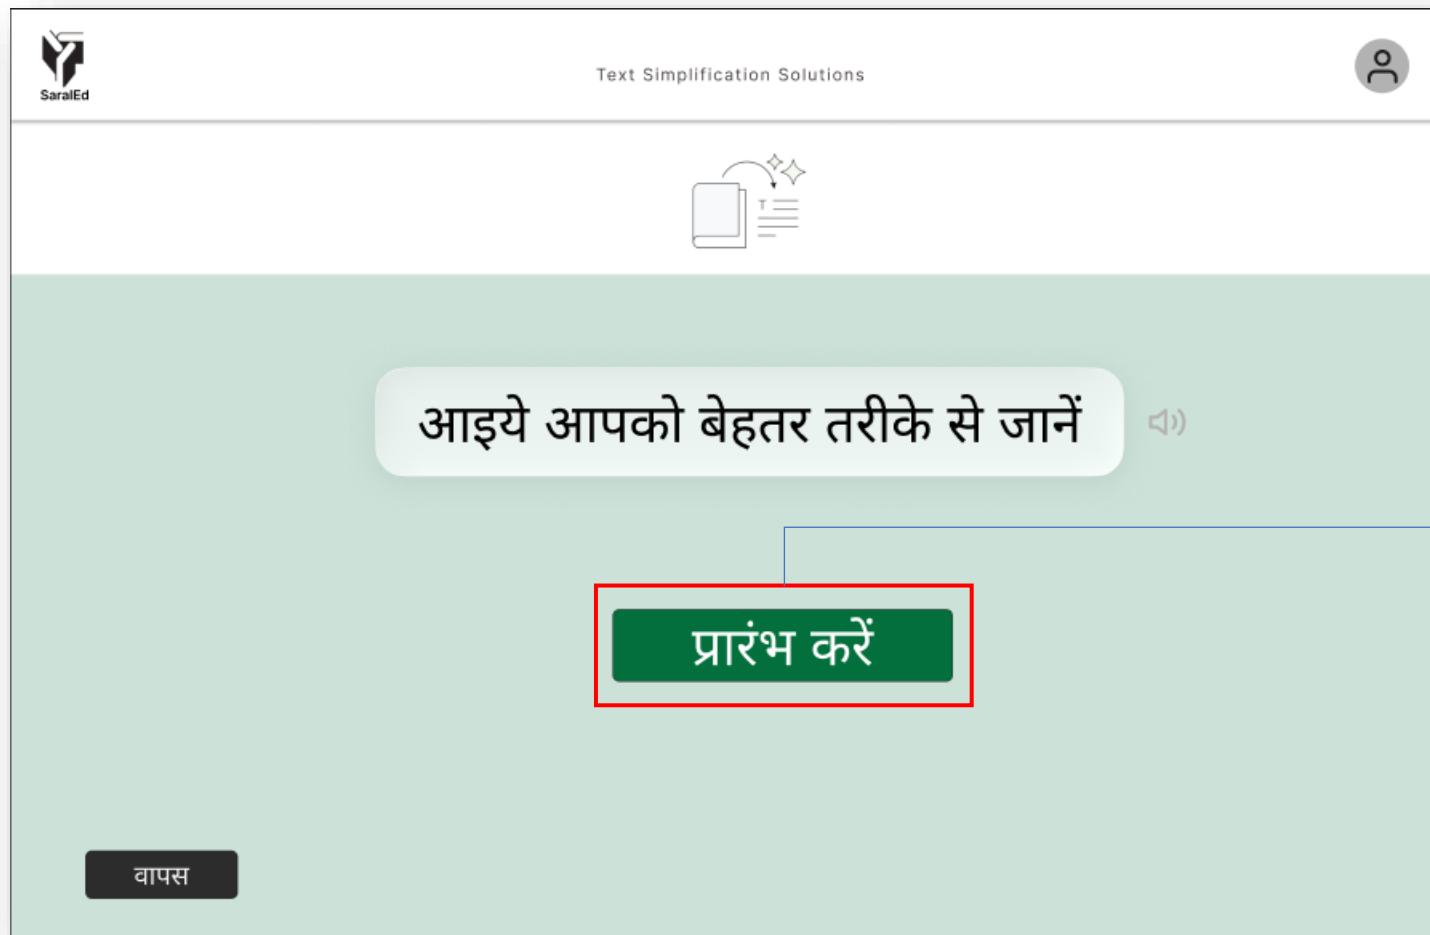 SaralEd
Text Simplification Solutions
T
आइये आपको बेहतर तरीके से जानें
प्रारंभ करें
वापस